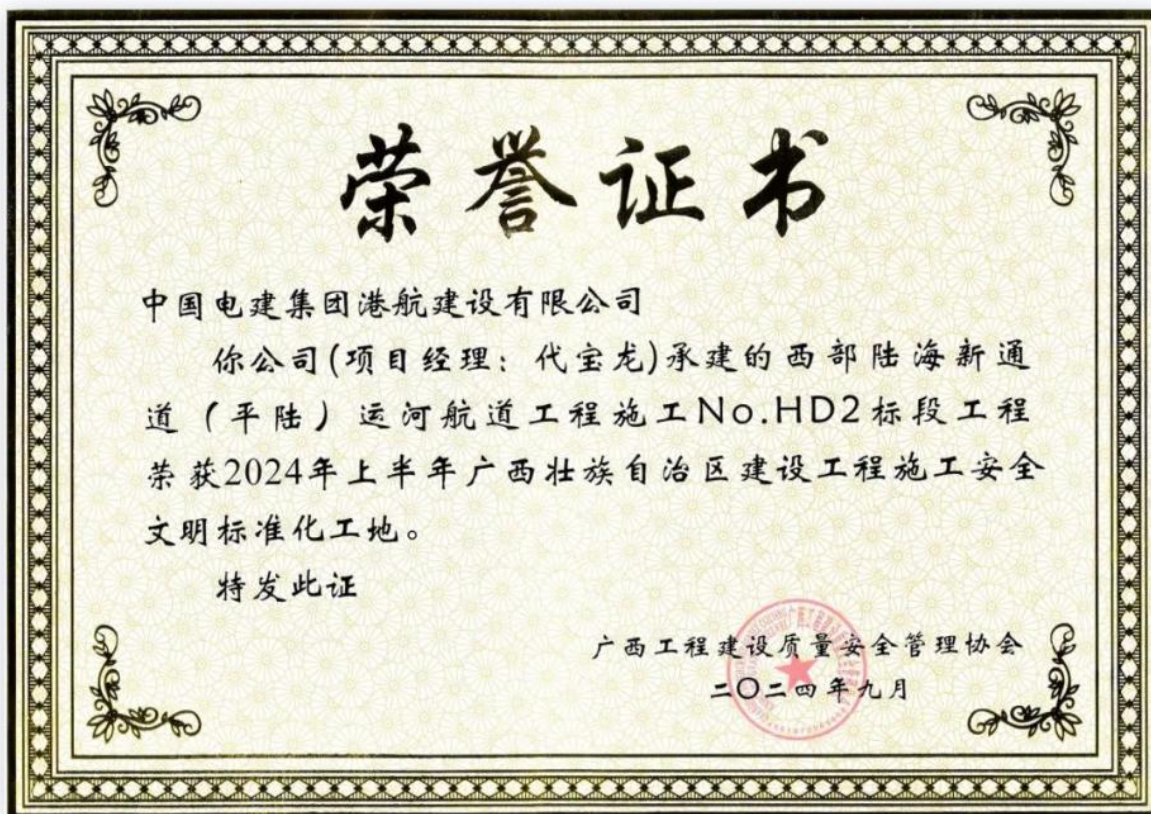 荣誉证书
中国电建集团港航建设有限公司
你公司(项目经理：代宝龙)承建的西部陆海新通
道（平陆）运河航道工程施工No.HD2标段工程
荣获2024年上半年广西壮族自治区建设工程施工安全
文明标准化工地。
特发此证
广西工程建设质量安全管理协会
二〇二四年九月